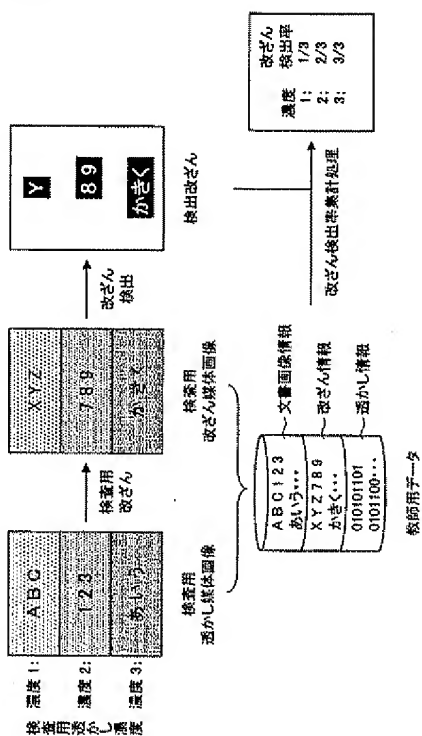 検査用透かし濃度
濃度 1:
濃度 2:
濃度 3:
ABC
123
あいう
検査用
透かし媒体画像
検査用
改ざん
XYZ
789
かきく
検査用
改ざん媒体画像
改ざん
検出
Y
89
かきく
検出改ざん
ABC123
あいう・・・
XYZ789
かきく・・・
010101101
0101100・・・
文書画像情報
改ざん情報
透かし情報
教師用データ
改ざん検出率集計処理
濃度 改ざん検出率
1: 1/3
2: 2/3
3: 3/3